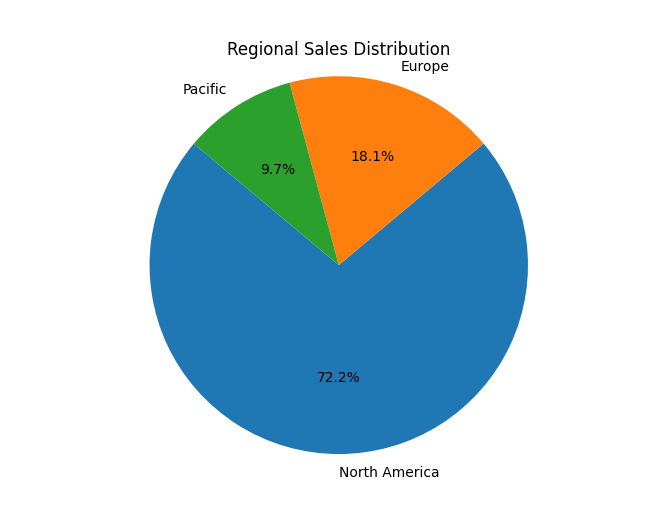 Regional Sales Distribution
Europe
Pacific
18.1%
9.7%
72.2%
North America